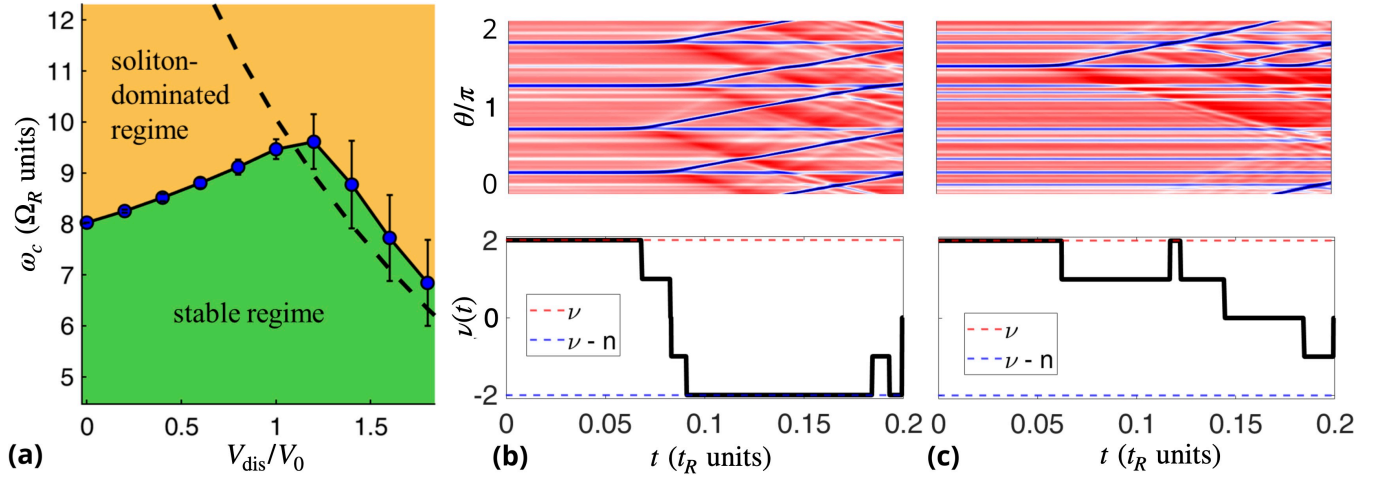 12
11
10
9
8
7
6
5
ω_c (Ω_R units)
soliton-
dominated
regime
stable regime
0
0.5
1
1.5
V_dis/V_0
(a)
2
1
0
θ/π
2
0
-2
ν(t)
ν
ν - n
0
0.05
0.1
0.15
0.2
t (t_R units)
(b)
ν
ν - n
0
0.05
0.1
0.15
0.2
t (t_R units)
(c)